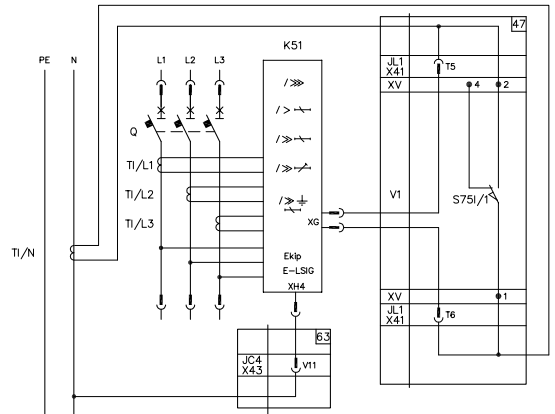 47
K51
PE N L1 L2 L3
JL1 T5
X41
XV 4 2
Q
TI/L1
TI/L2
V1 S75I/1
TI/L3 XG
TI/N
Ekip
E-LSIG
XH4
XV 1
JL1 T6
X41
63
JC4 V11
X43